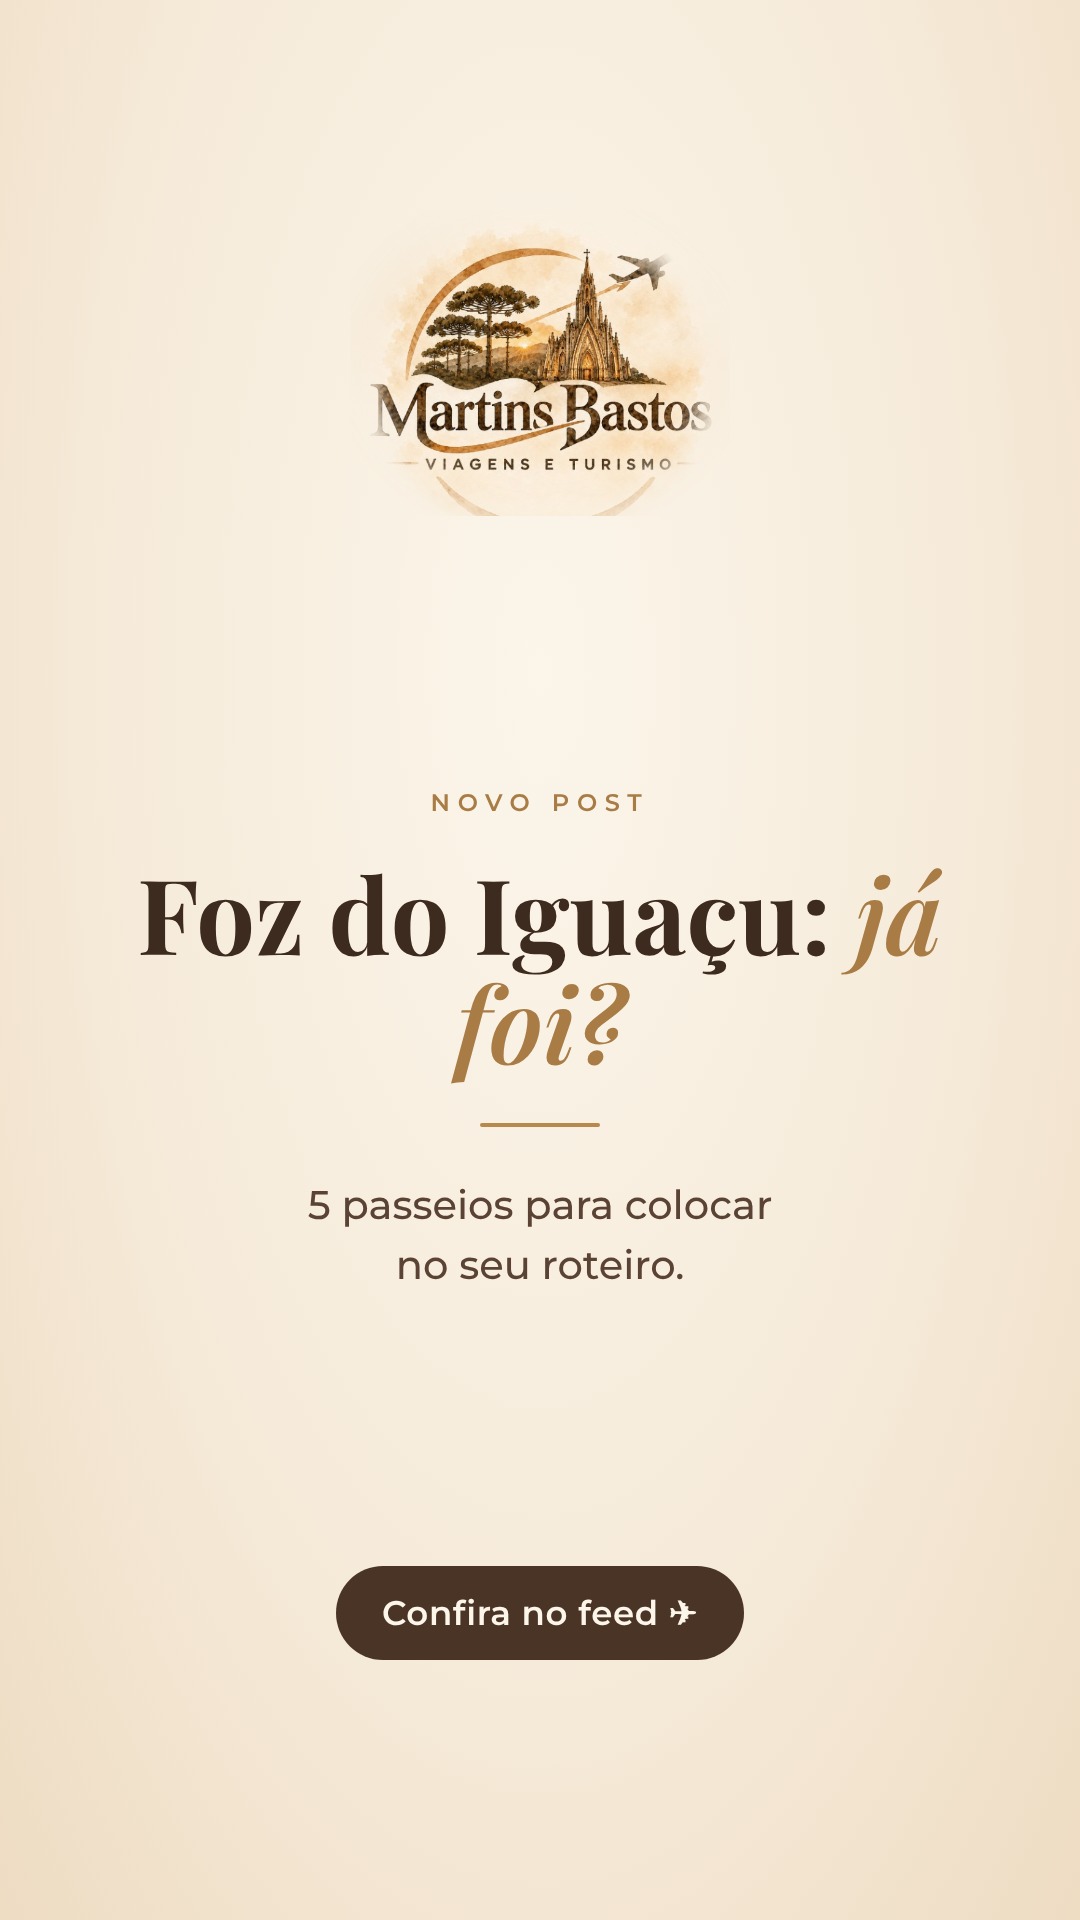 Martins Bastos
VIAGENS E TURISMO
NOVO POST
Foz do Iguaçu: já
foi?
5 passeios para colocar
no seu roteiro.
Confira no feed ✈